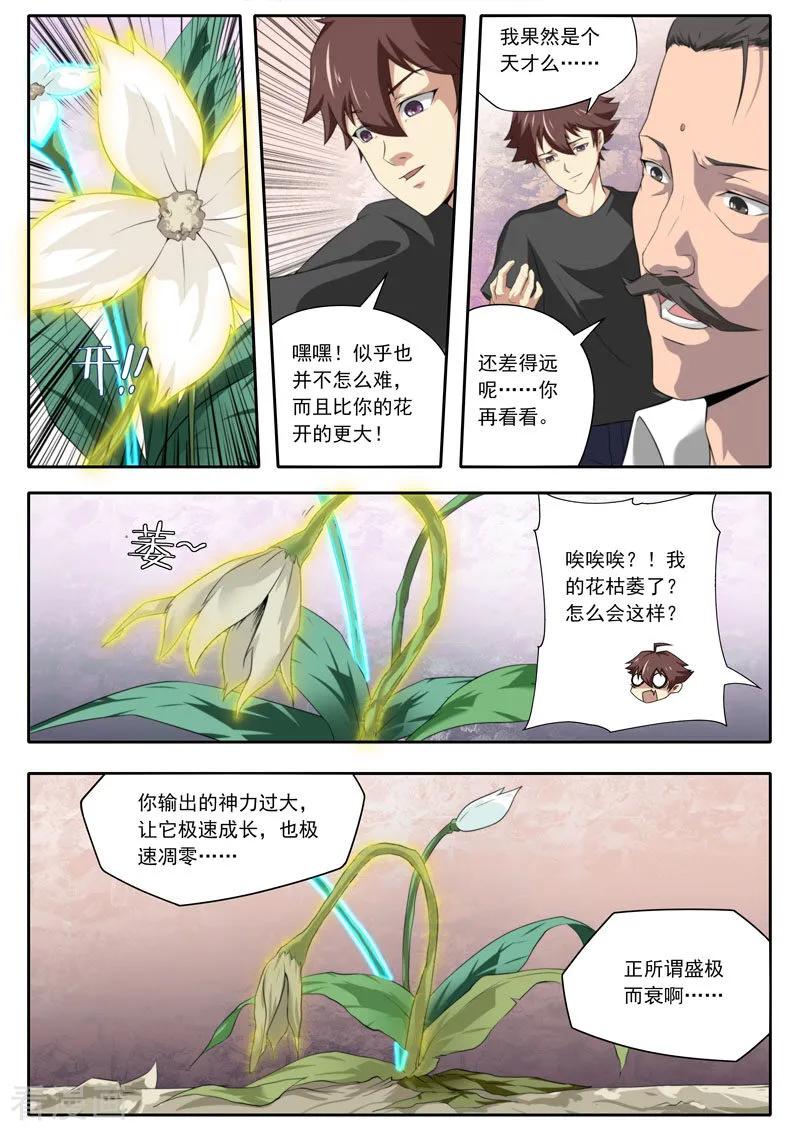 开!!
嘿嘿！似乎也
并不怎么难，
而且比你的花
开的更大！
我果然是个
天才么……
还差得远
呢……你
再看看。
萎~
唉唉唉？！我
的花枯萎了？
怎么会这样？
你输出的神力过大，
让它极速成长，也极
速凋零……
正所谓盛极
而衰啊……
看漫画